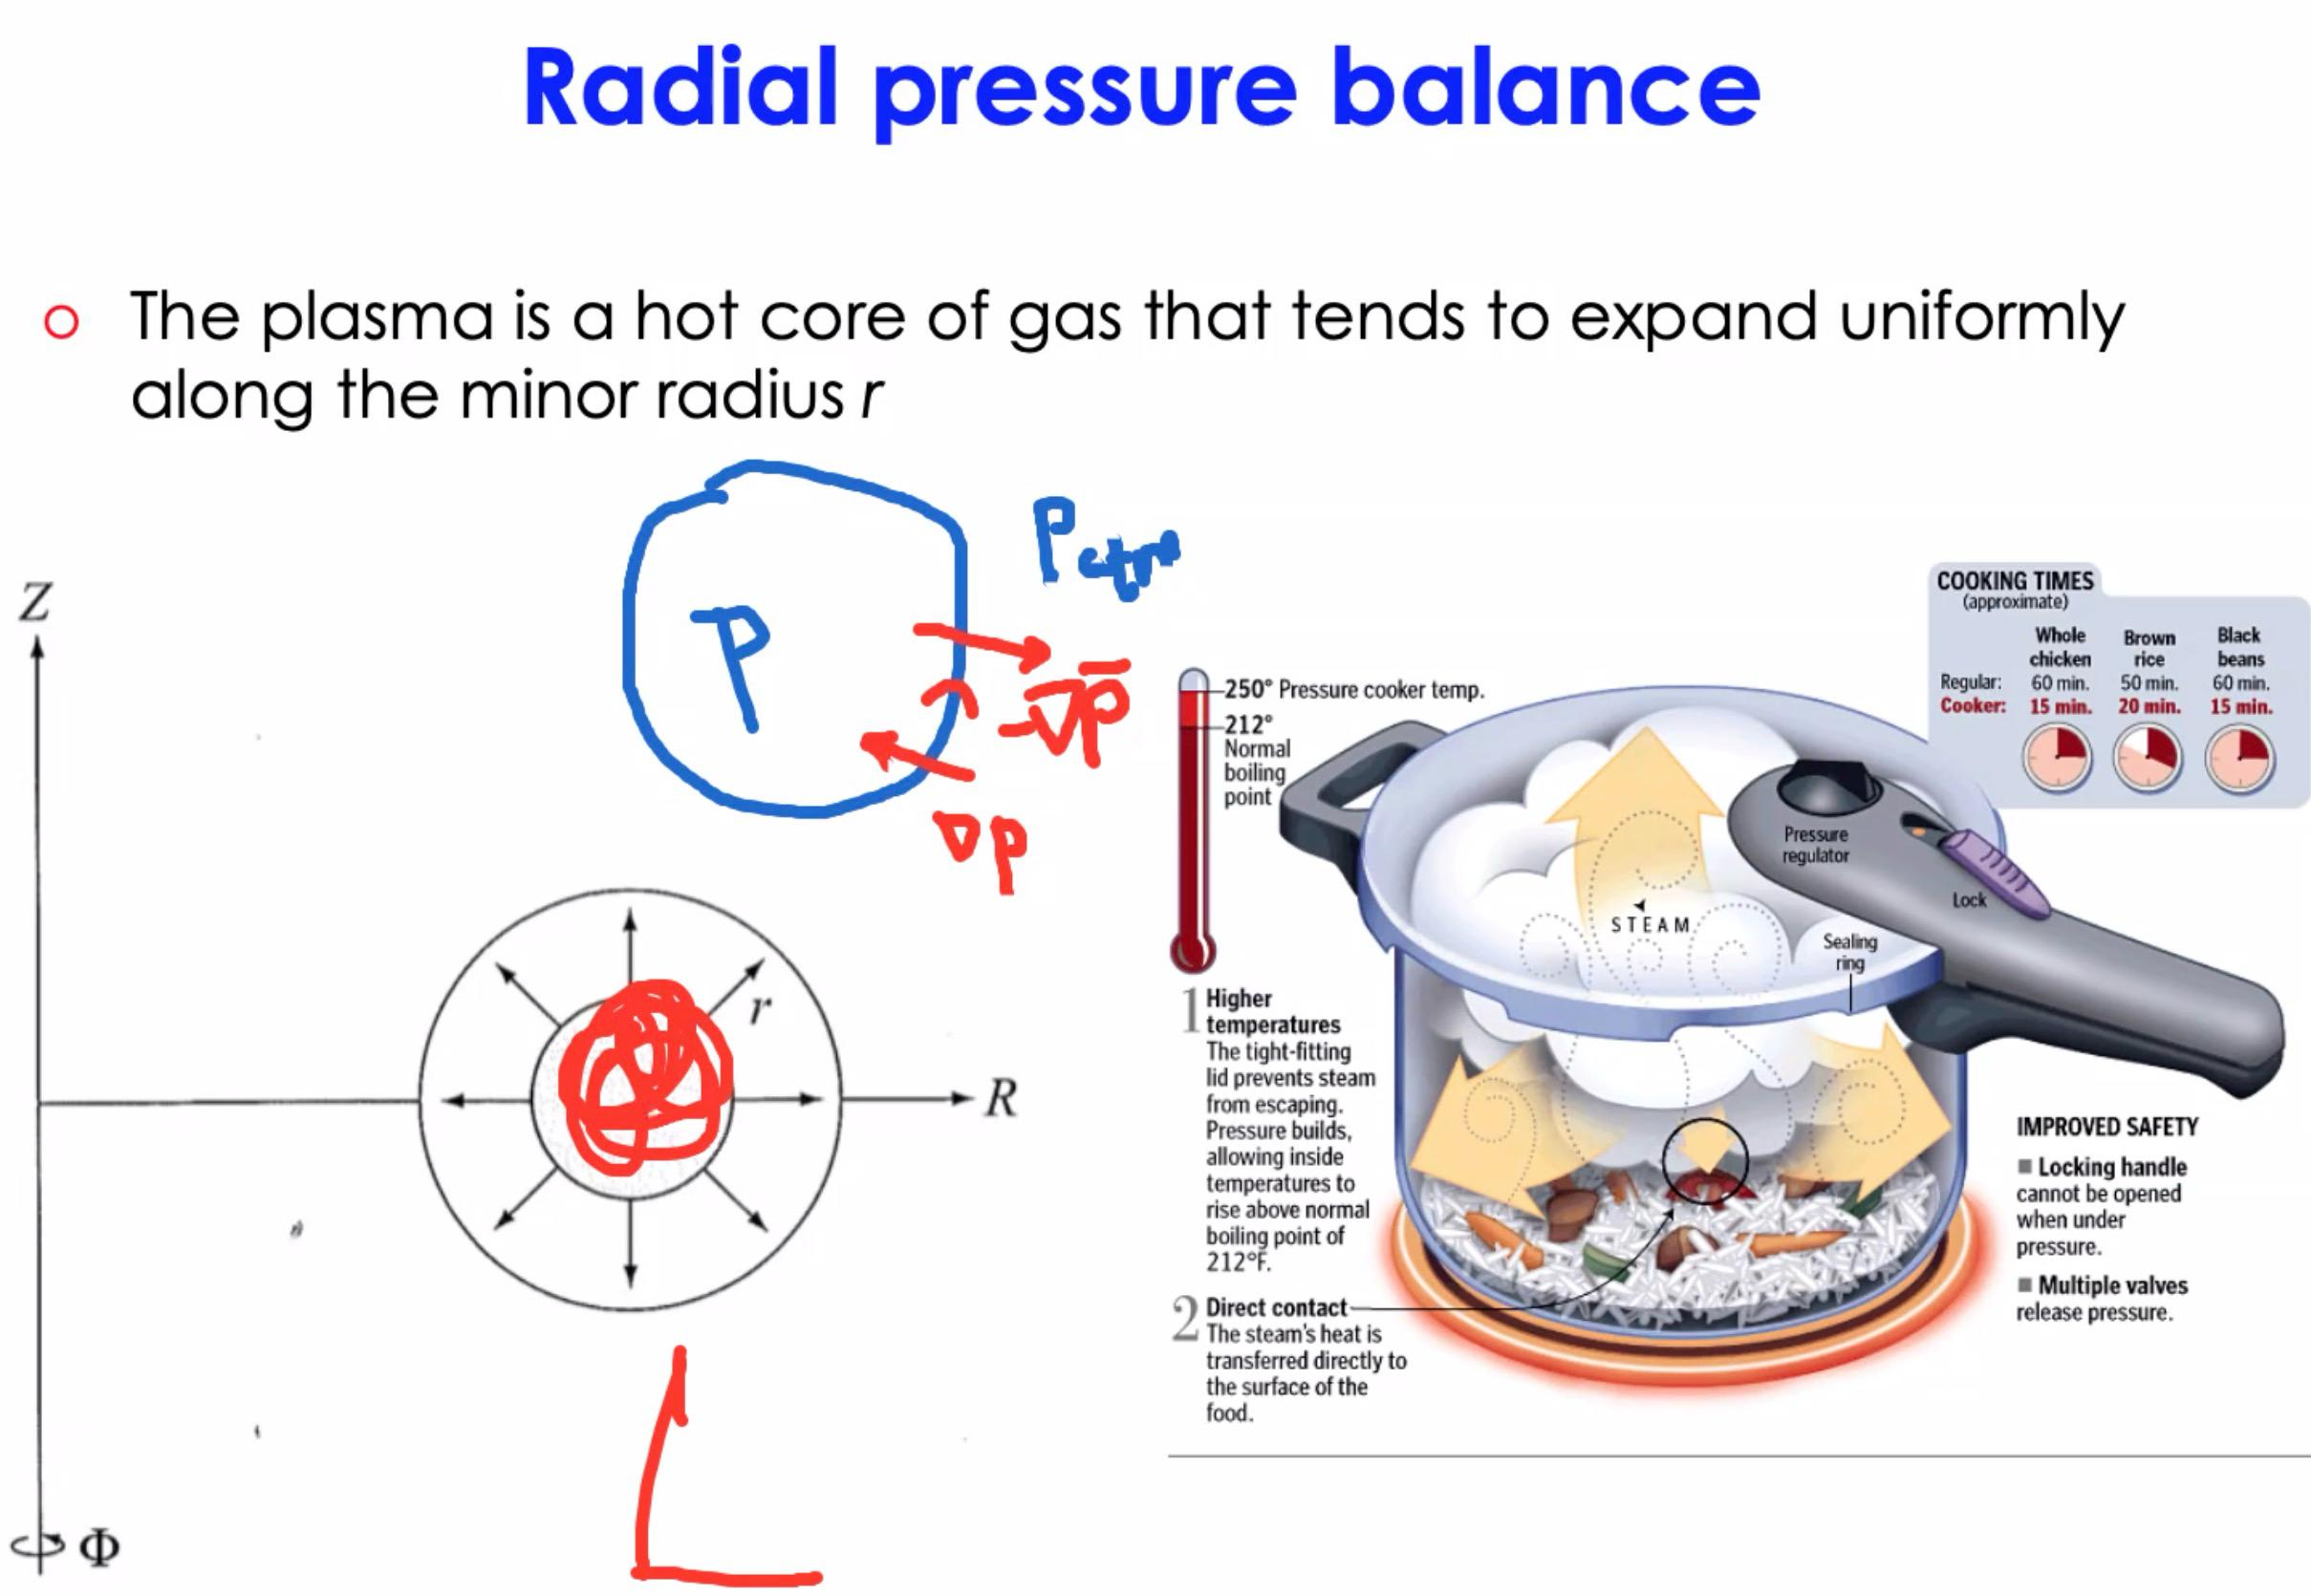 Radial pressure balance
The plasma is a hot core of gas that tends to expand uniformly
along the minor radius r
P
-∇p
∇p
Z
r
R
Φ
250° Pressure cooker temp.
212°
Normal
boiling
point
COOKING TIMES
(approximate)
Whole chicken Brown rice Black beans
Regular: 60 min. 50 min. 60 min.
Cooker: 15 min. 20 min. 15 min.
Pressure
regulator
Lock
STEAM
Sealing
ring
1 Higher
temperatures
The tight-fitting
lid prevents steam
from escaping.
Pressure builds,
allowing inside
temperatures to
rise above normal
boiling point of
212°F.
2 Direct contact
The steam's heat is
transferred directly to
the surface of the
food.
IMPROVED SAFETY
■ Locking handle
cannot be opened
when under
pressure.
■ Multiple valves
release pressure.